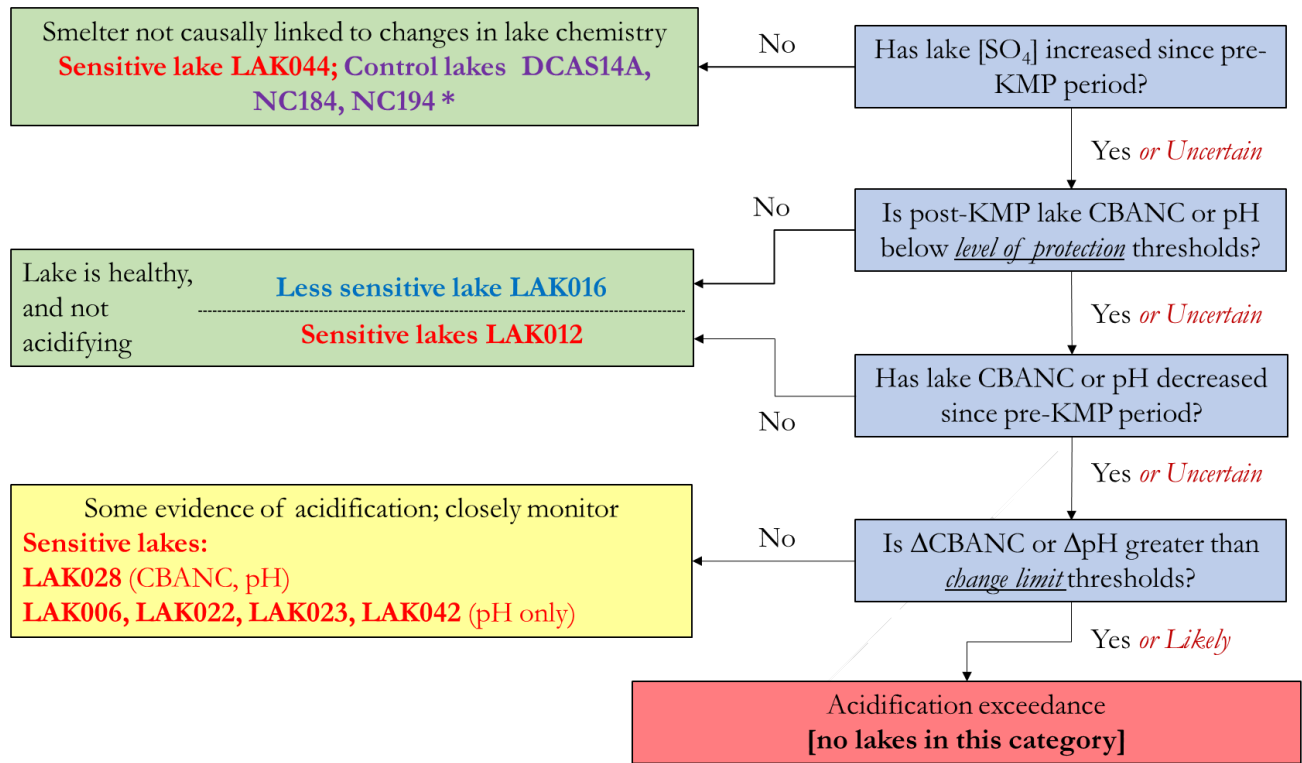 Smelter not causally linked to changes in lake chemistry
Sensitive lake LAK044; Control lakes DCAS14A,
NC184, NC194 *
No
Has lake [SO₄] increased since pre-
KMP period?
Yes or Uncertain
No
Is post-KMP lake CBANC or pH
below level of protection thresholds?
Lake is healthy,
and not
acidifying
Less sensitive lake LAK016
Sensitive lakes LAK012
Yes or Uncertain
Has lake CBANC or pH decreased
since pre-KMP period?
No
Yes or Uncertain
Some evidence of acidification; closely monitor
Sensitive lakes:
LAK028 (CBANC, pH)
LAK006, LAK022, LAK023, LAK042 (pH only)
No
Is ΔCBANC or ΔpH greater than
change limit thresholds?
Yes or Likely
Acidification exceedance
[no lakes in this category]